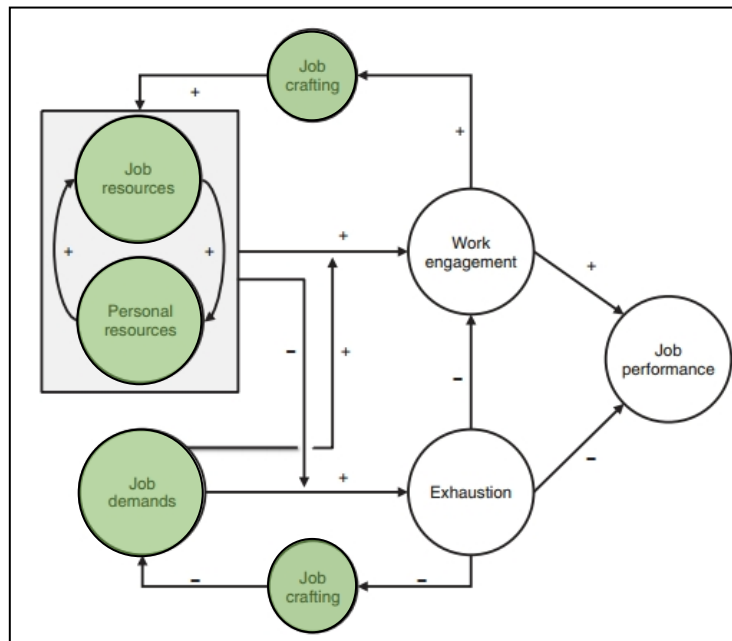 Job
crafting
+
+
Job
resources
+
+
+
Work
engagement
+
Personal
resources
-
+
-
Job
performance
Job
demands
+
Exhaustion
-
-
Job
crafting
-